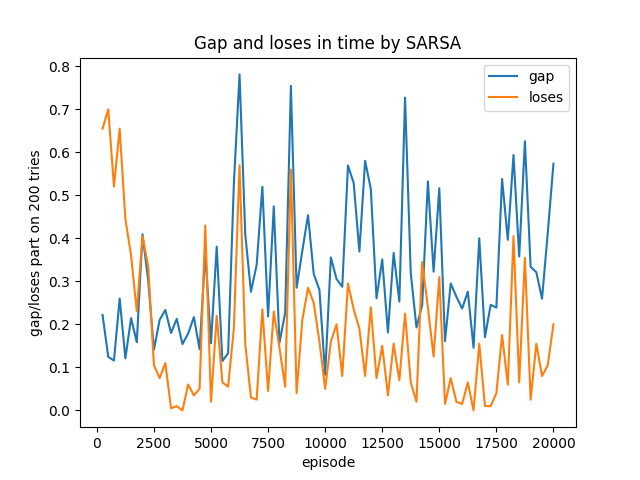 Gap and loses in time by SARSA
gap
loses
gap/loses part on 200 tries
0.8
0.7
0.6
0.5
0.4
0.3
0.2
0.1
0.0
0 2500 5000 7500 10000 12500 15000 17500 20000
episode